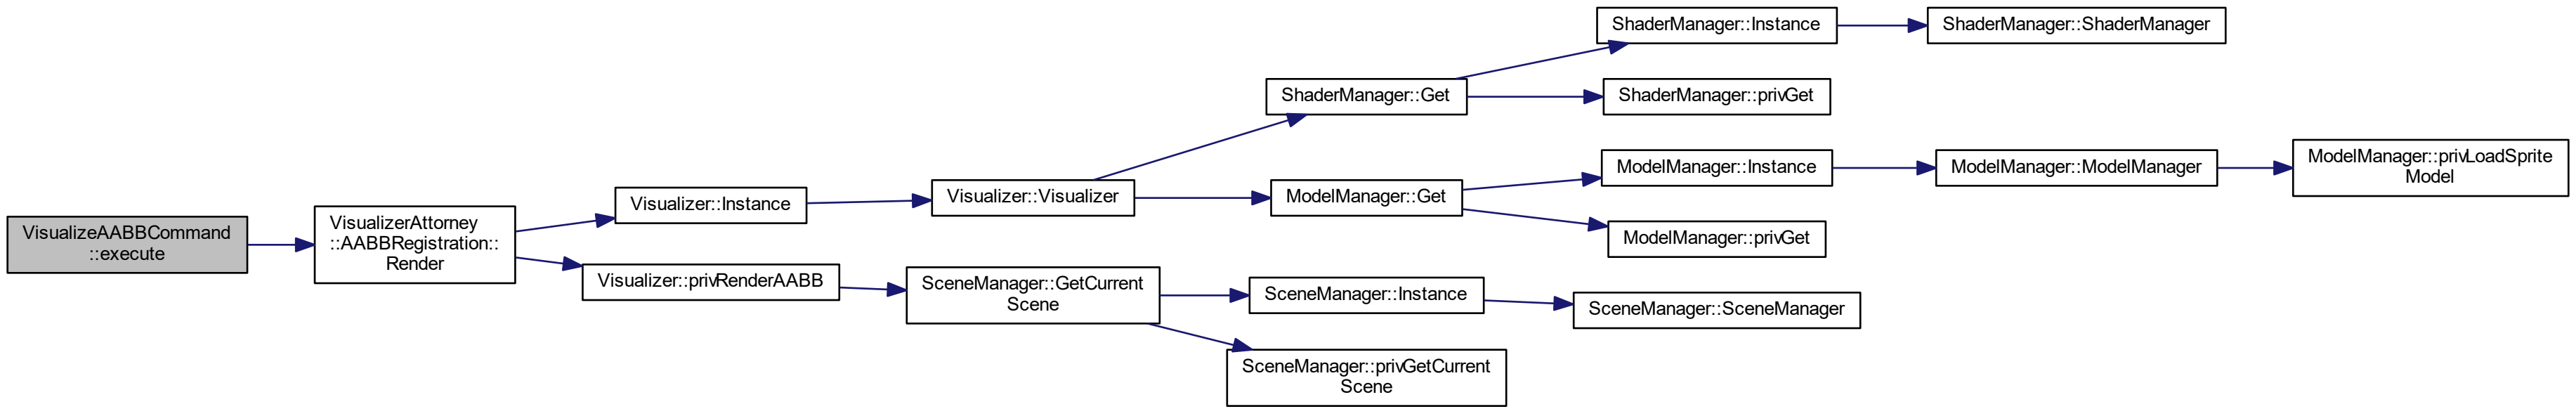 VisualizeAABBCommand
::execute
VisualizerAttorney
::AABBRegistration::
Render
Visualizer::Instance
Visualizer::privRenderAABB
Visualizer::Visualizer
SceneManager::GetCurrent
Scene
ShaderManager::Get
ModelManager::Get
SceneManager::Instance
SceneManager::privGetCurrent
Scene
ShaderManager::Instance
ShaderManager::privGet
ModelManager::Instance
ModelManager::privGet
SceneManager::SceneManager
ShaderManager::ShaderManager
ModelManager::ModelManager
ModelManager::privLoadSprite
Model